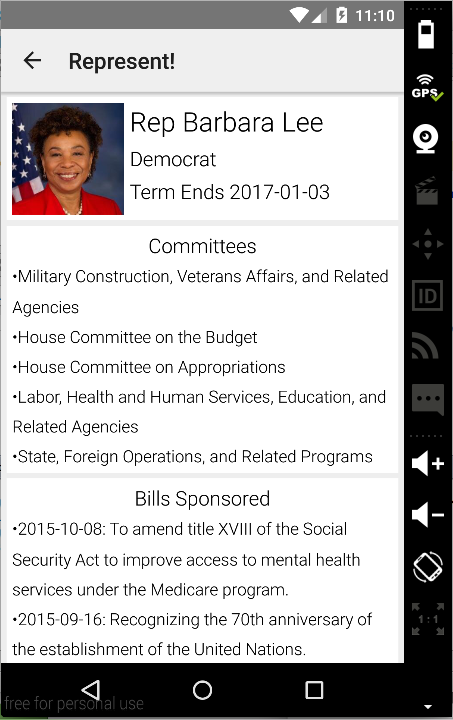 11:10
Represent!
GPS
Rep Barbara Lee
Democrat
Term Ends 2017-01-03
Committees
•Military Construction, Veterans Affairs, and Related
Agencies
•House Committee on the Budget
•House Committee on Appropriations
•Labor, Health and Human Services, Education, and
Related Agencies
•State, Foreign Operations, and Related Programs
ID
Bills Sponsored
•2015-10-08: To amend title XVIII of the Social
Security Act to improve access to mental health
services under the Medicare program.
•2015-09-16: Recognizing the 70th anniversary of
the establishment of the United Nations.
1:1
free for personal use